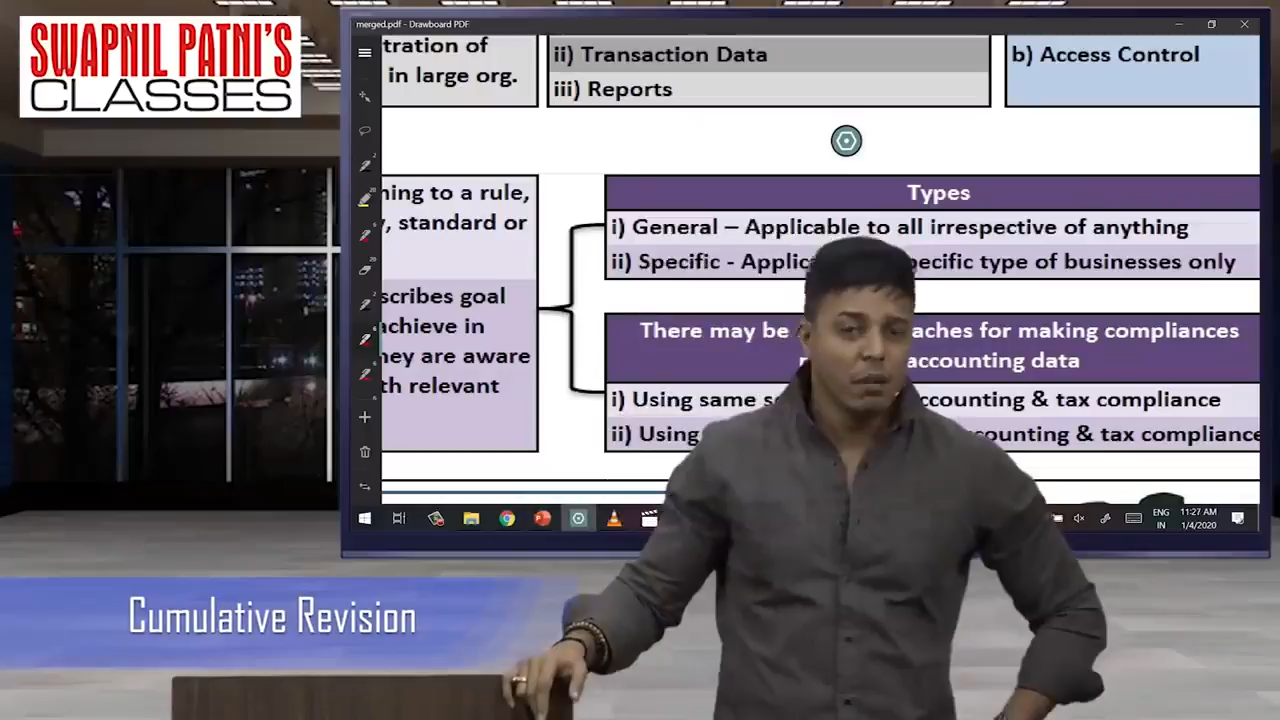 SWAPNIL PATNI'S
CLASSES
merged.pdf - Drawboard PDF
tration of
in large org.
ii) Transaction Data
iii) Reports
b) Access Control
ning to a rule,
, standard or
scribes goal
achieve in
hey are aware
th relevant
Types
i) General – Applicable to all irrespective of anything
ii) Specific - Applic pecific type of businesses only
There may be aches for making compliances
accounting data
i) Using same s accounting & tax compliance
ii) Using counting & tax compliance
ENG
IN
11:27 AM
1/4/2020
Cumulative Revision